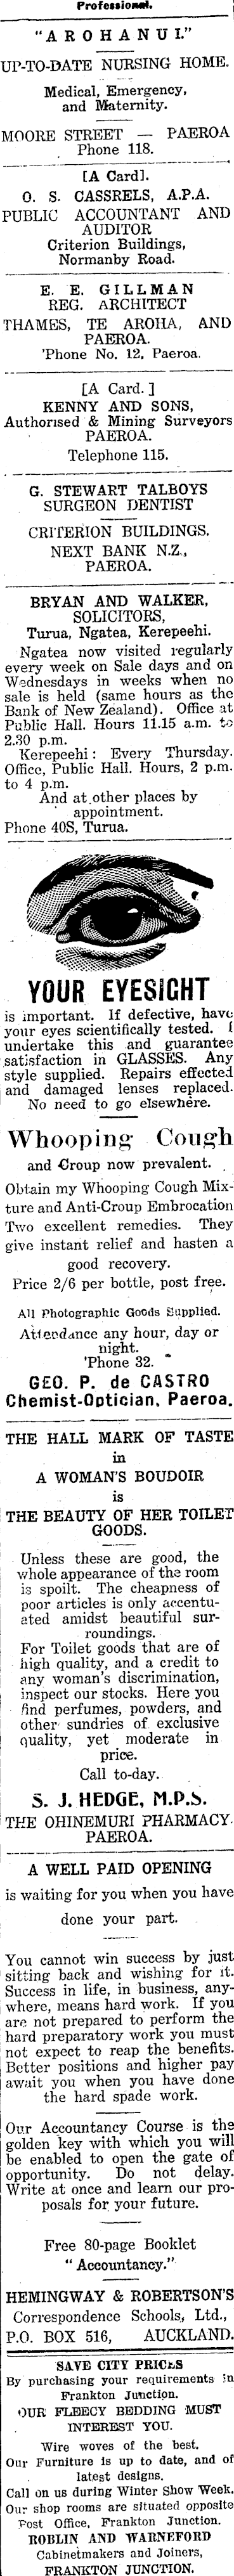 Professional.
"AROHANUI."
UP-TO-DATE NURSING HOME.
Medical, Emergency,
and Maternity.
MOORE STREET — PAEROA
Phone 118.
[A Card].
O. S. CASSRELS, A.P.A.
PUBLIC ACCOUNTANT AND
AUDITOR
Criterion Buildings,
Normanby Road.
E. E. GILLMAN
REG. ARCHITECT
THAMES, TE AROHA, AND
PAEROA.
'Phone No. 12, Paeroa.
[A Card.]
KENNY AND SONS,
Authorised & Mining Surveyors
PAEROA.
Telephone 115.
G. STEWART TALBOYS
SURGEON DENTIST
CRITERION BUILDINGS.
NEXT BANK N.Z.,
PAEROA.
BRYAN AND WALKER,
SOLICITORS,
Turua, Ngatea, Kerepeehi.
Ngatea now visited regularly
every week on Sale days and on
Wednesdays in weeks when no
sale is held (same hours as the
Bank of New Zealand). Office at
Public Hall. Hours 11.15 a.m. to
2.30 p.m.
Kerepeehi: Every Thursday.
Office, Public Hall. Hours, 2 p.m.
to 4 p.m.
And at other places by
appointment.
Phone 40S, Turua.
YOUR EYESIGHT
is important. If defective, have
your eyes scientifically tested. I
undertake this and guarantee
satisfaction in GLASSES. Any
style supplied. Repairs effected
and damaged lenses replaced.
No need to go elsewhere.
Whooping Cough
and Croup now prevalent.
Obtain my Whooping Cough Mix-
ture and Anti-Croup Embrocation
Two excellent remedies. They
give instant relief and hasten a
good recovery.
Price 2/6 per bottle, post free.
All Photographic Goods Supplied.
Attendance any hour, day or
night.
'Phone 32.
GEO. P. de CASTRO
Chemist-Optician, Paeroa.
THE HALL MARK OF TASTE
in
A WOMAN'S BOUDOIR
is
THE BEAUTY OF HER TOILET
GOODS.
Unless these are good, the
whole appearance of the room
is spoilt. The cheapness of
poor articles is only accentu-
ated amidst beautiful sur-
roundings.
For Toilet goods that are of
high quality, and a credit to
any woman's discrimination,
inspect our stocks. Here you
find perfumes, powders, and
other sundries of exclusive
quality, yet moderate in
price.
Call to-day.
S. J. HEDGE, M.P.S.
THE OHINEMURI PHARMACY.
PAEROA.
A WELL PAID OPENING
is waiting for you when you have
done your part.
You cannot win success by just
sitting back and wishing for it.
Success in life, in business, any-
where, means hard work. If you
are not prepared to perform the
hard preparatory work you must
not expect to reap the benefits.
Better positions and higher pay
await you when you have done
the hard spade work.
Our Accountancy Course is the
golden key with which you will
be enabled to open the gate of
opportunity. Do not delay.
Write at once and learn our pro-
posals for your future.
Free 80-page Booklet
"Accountancy."
HEMINGWAY & ROBERTSON'S
Correspondence Schools, Ltd.,
P.O. BOX 516, AUCKLAND.
SAVE CITY PRICES
By purchasing your requirements in
Frankton Junction.
OUR FLEECY BEDDING MUST
INTEREST YOU.
Wire woves of the best.
Our Furniture is up to date, and of
latest designs.
Call on us during Winter Show Week.
Our shop rooms are situated opposite
Post Office, Frankton Junction.
ROBLIN AND WARNEFORD
Cabinetmakers and Joiners,
FRANKTON JUNCTION.